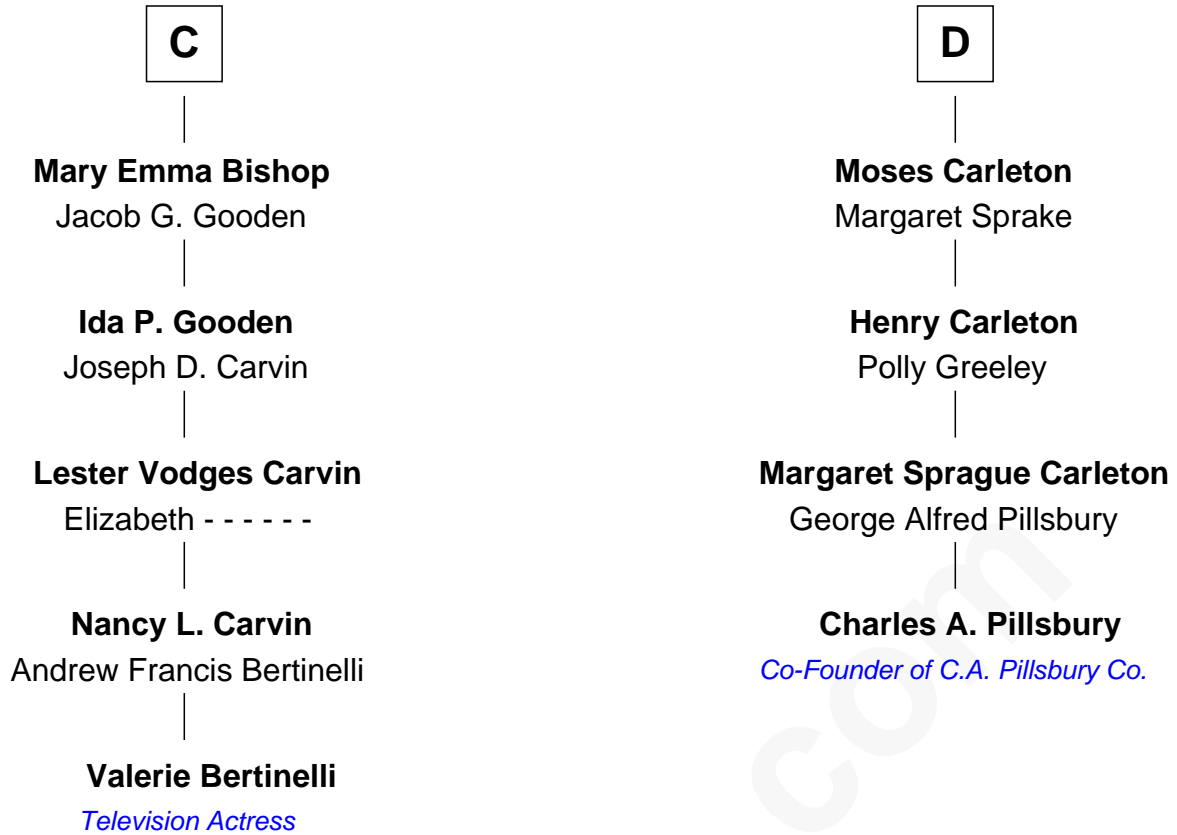 C
Mary Emma Bishop
Jacob G. Gooden
Ida P. Gooden
Joseph D. Carvin
Lester Vodges Carvin
Elizabeth - - - - - -
Nancy L. Carvin
Andrew Francis Bertinelli
Valerie Bertinelli
Television Actress
D
Moses Carleton
Margaret Sprake
Henry Carleton
Polly Greeley
Margaret Sprague Carleton
George Alfred Pillsbury
Charles A. Pillsbury
Co-Founder of C.A. Pillsbury Co.
com